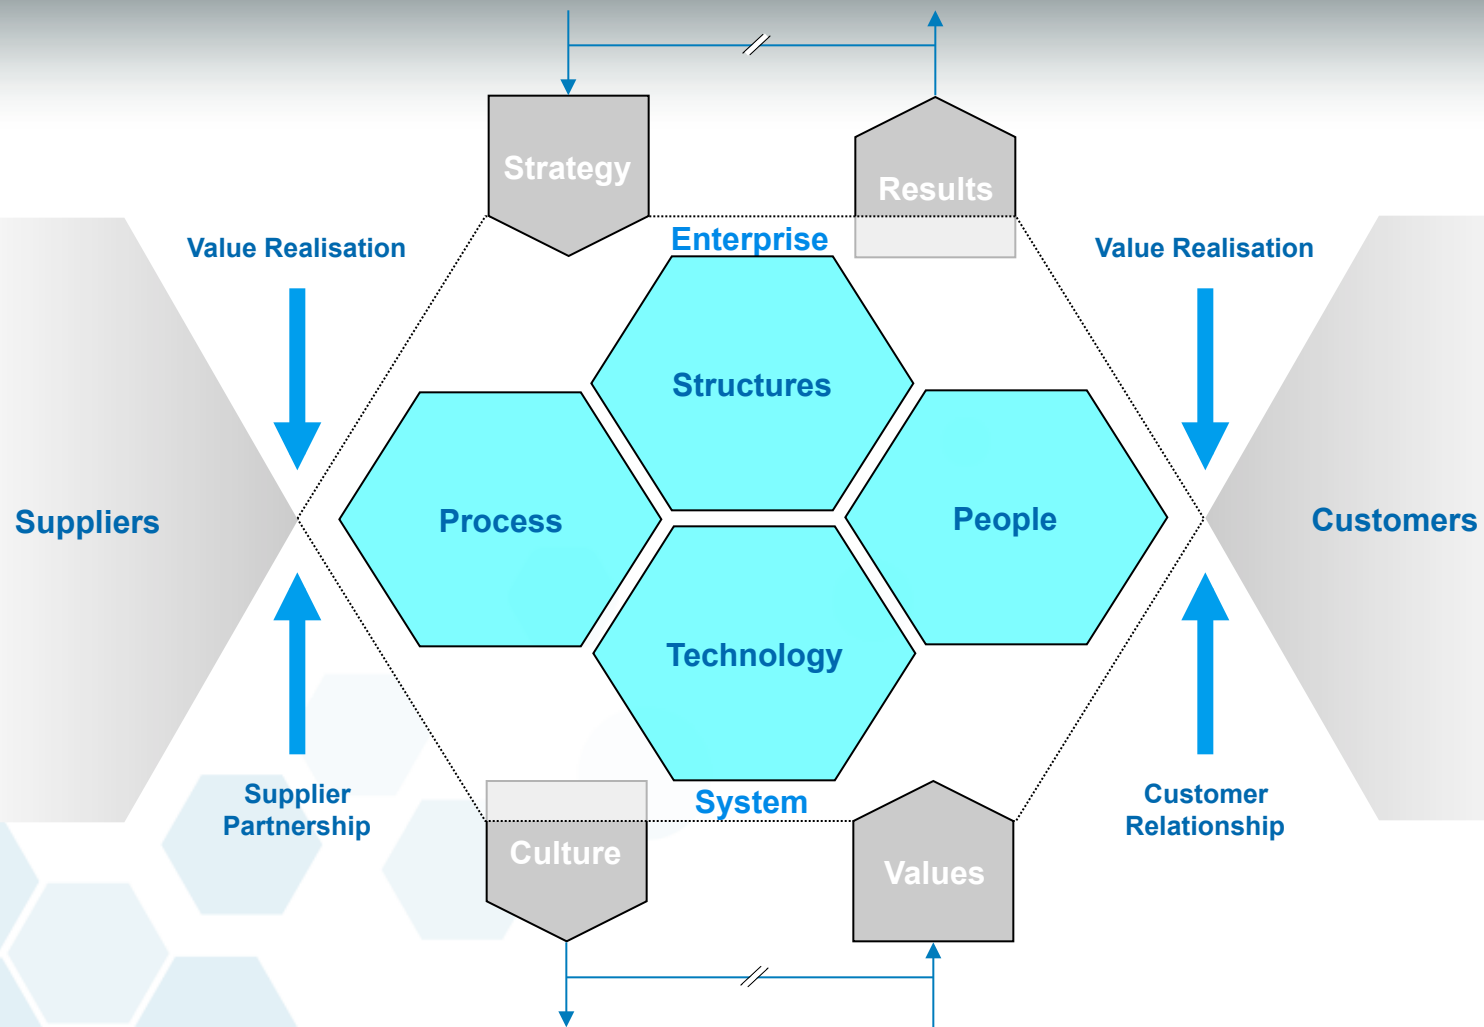 Strategy
Results
Enterprise
Value Realisation
Value Realisation
Structures
Process
People
Suppliers
Customers
Technology
System
Supplier
Partnership
Customer
Relationship
Culture
Values